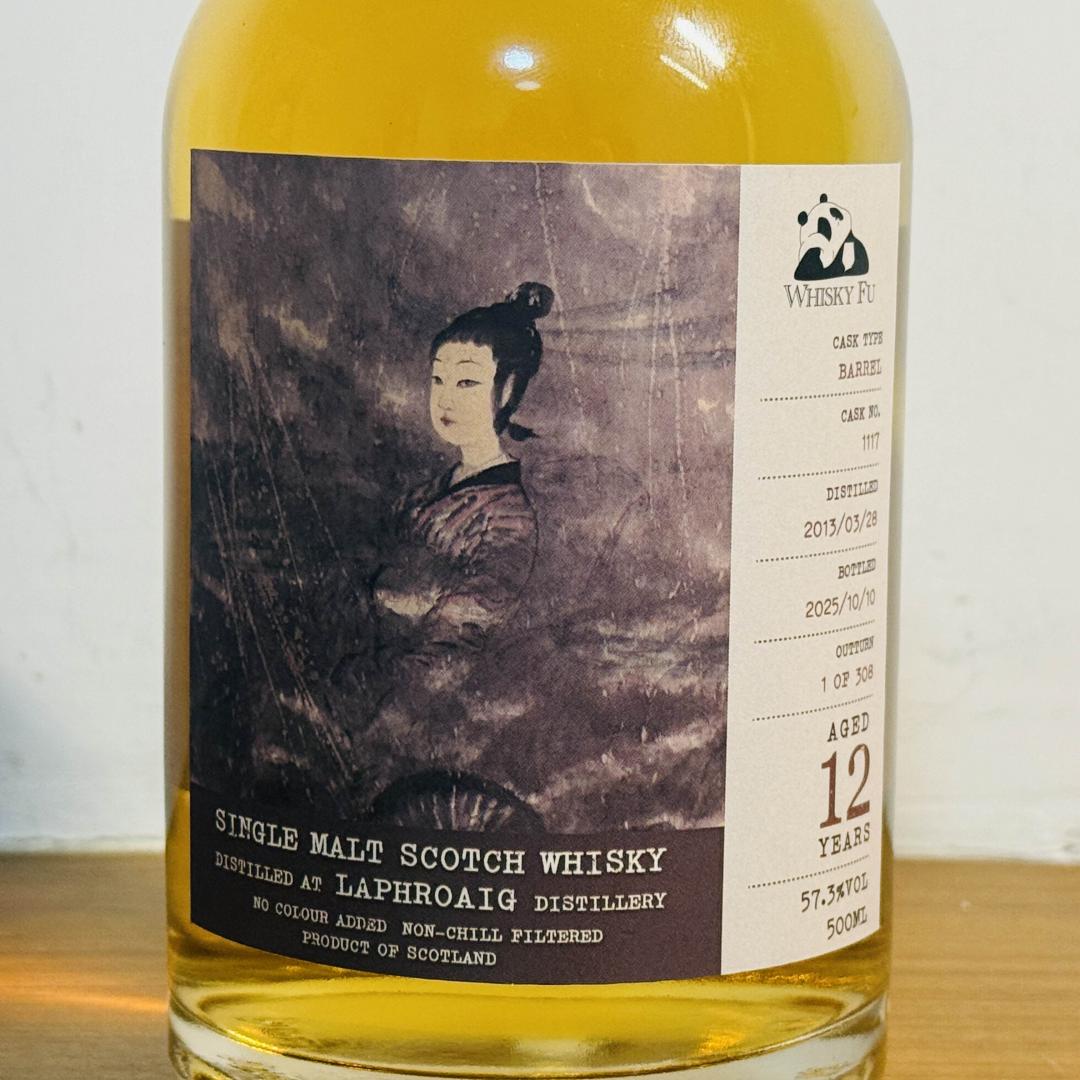 WHISKY FU
CASK TYPE
BARREL
CASK NO.
1117
DISTILLED
2013/03/28
BOTTLED
2025/10/10
OUTTURN
1 OF 308
AGED
12
YEARS
57.3%VOL
500ML
SINGLE MALT SCOTCH WHISKY
DISTILLED AT LAPHROAIG DISTILLERY
NO COLOUR ADDED NON-CHILL FILTERED
PRODUCT OF SCOTLAND